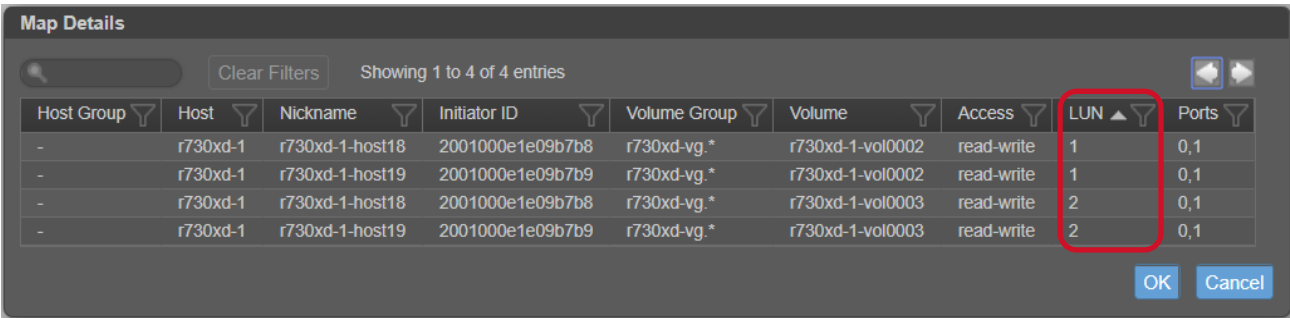 Map Details
Clear Filters Showing 1 to 4 of 4 entries
Host Group Host Nickname Initiator ID Volume Group Volume Access LUN Ports
- r730xd-1 r730xd-1-host18 2001000e1e09b7b8 r730xd-vg.* r730xd-1-vol0002 read-write 1 0,1
- r730xd-1 r730xd-1-host19 2001000e1e09b7b9 r730xd-vg.* r730xd-1-vol0002 read-write 1 0,1
- r730xd-1 r730xd-1-host18 2001000e1e09b7b8 r730xd-vg.* r730xd-1-vol0003 read-write 2 0,1
- r730xd-1 r730xd-1-host19 2001000e1e09b7b9 r730xd-vg.* r730xd-1-vol0003 read-write 2 0,1
OK Cancel